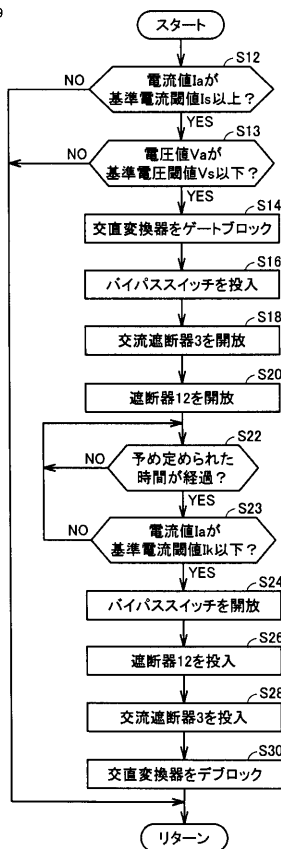 9
スタート
S12
電流値Iaが
基準電流閾値Is以上?
NO
YES
S13
電圧値Vaが
基準電圧閾値Vs以下?
NO
YES
S14
交直変換器をゲートブロック
S16
バイパススイッチを投入
S18
交流遮断器3を開放
S20
遮断器12を開放
S22
予め定められた
時間が経過?
NO
YES
S23
電流値Iaが
基準電流閾値Ik以下?
NO
YES
S24
バイパススイッチを開放
S26
遮断器12を投入
S28
交流遮断器3を投入
S30
交直変換器をデブロック
リターン